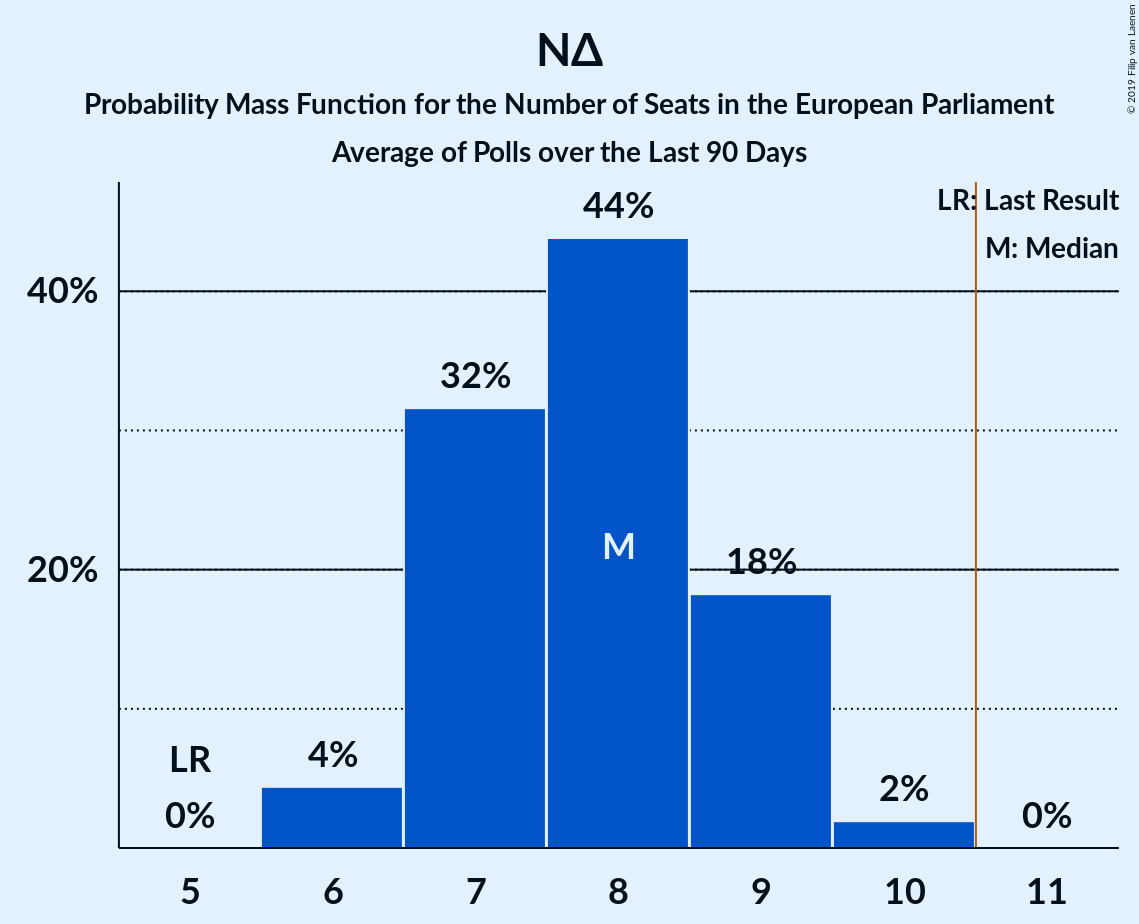 ΝΔ
Probability Mass Function for the Number of Seats in the European Parliament
Average of Polls over the Last 90 Days
© 2019 Filip van Laenen
LR: Last Result
M: Median
44%
40%
32%
M
18%
20%
LR
4%
2%
0%
0%
5 6 7 8 9 10 11